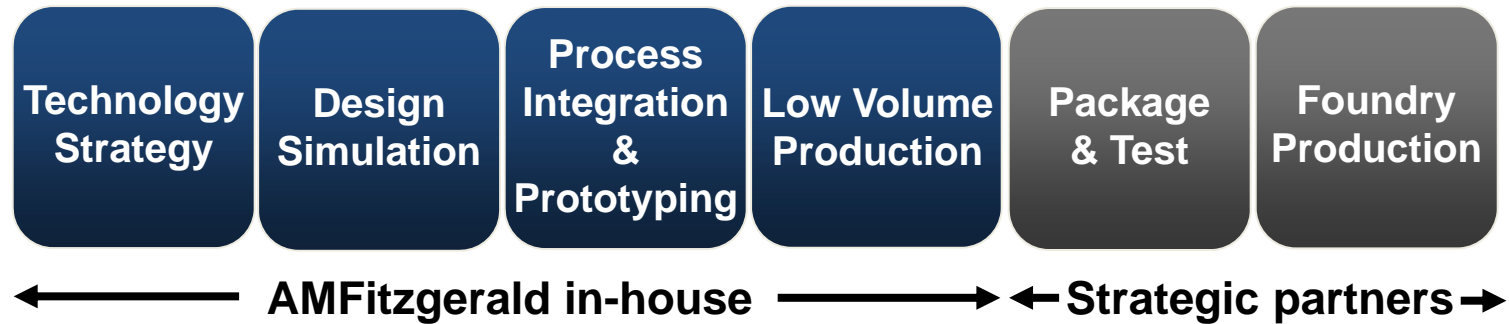 Technology
Strategy
Design
Simulation
Process
Integration
&
Prototyping
Low Volume
Production
Package
& Test
Foundry
Production
AMFitzgerald in-house
Strategic partners